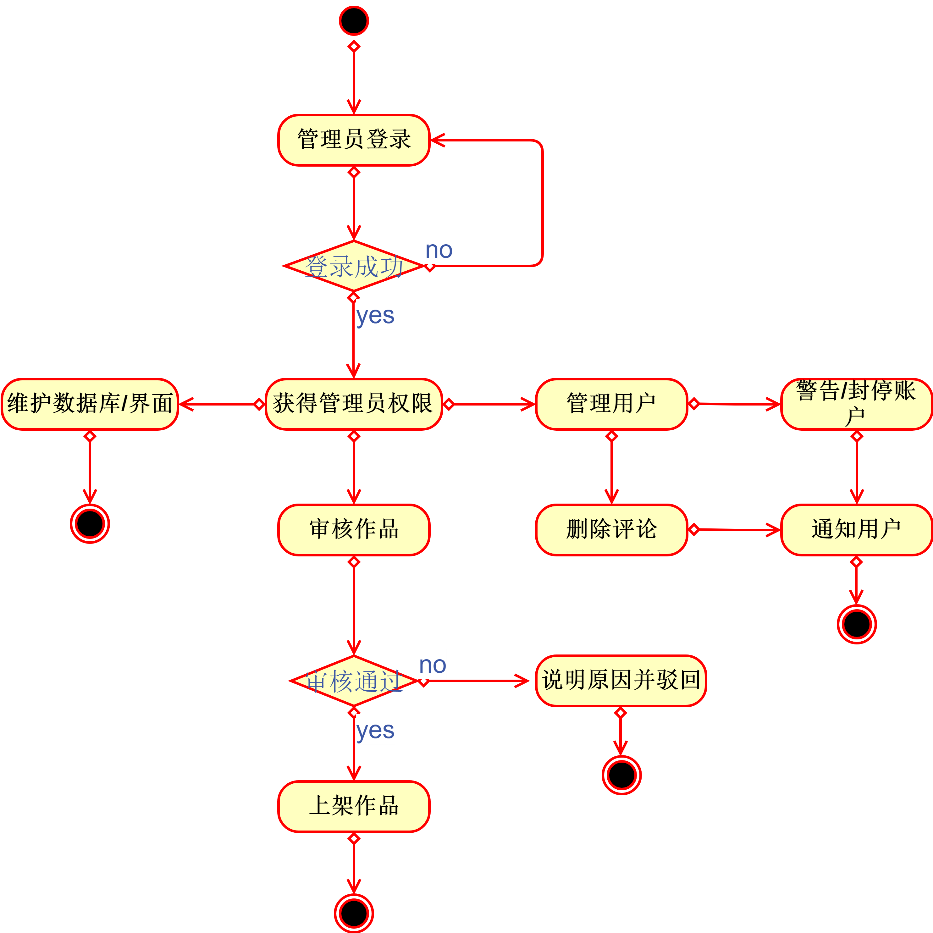 管理员登录
no
登录成功
yes
维护数据库/界面
获得管理员权限
管理用户
警告/封停账
户
审核作品
删除评论
通知用户
no
审核通过
说明原因并驳回
yes
上架作品